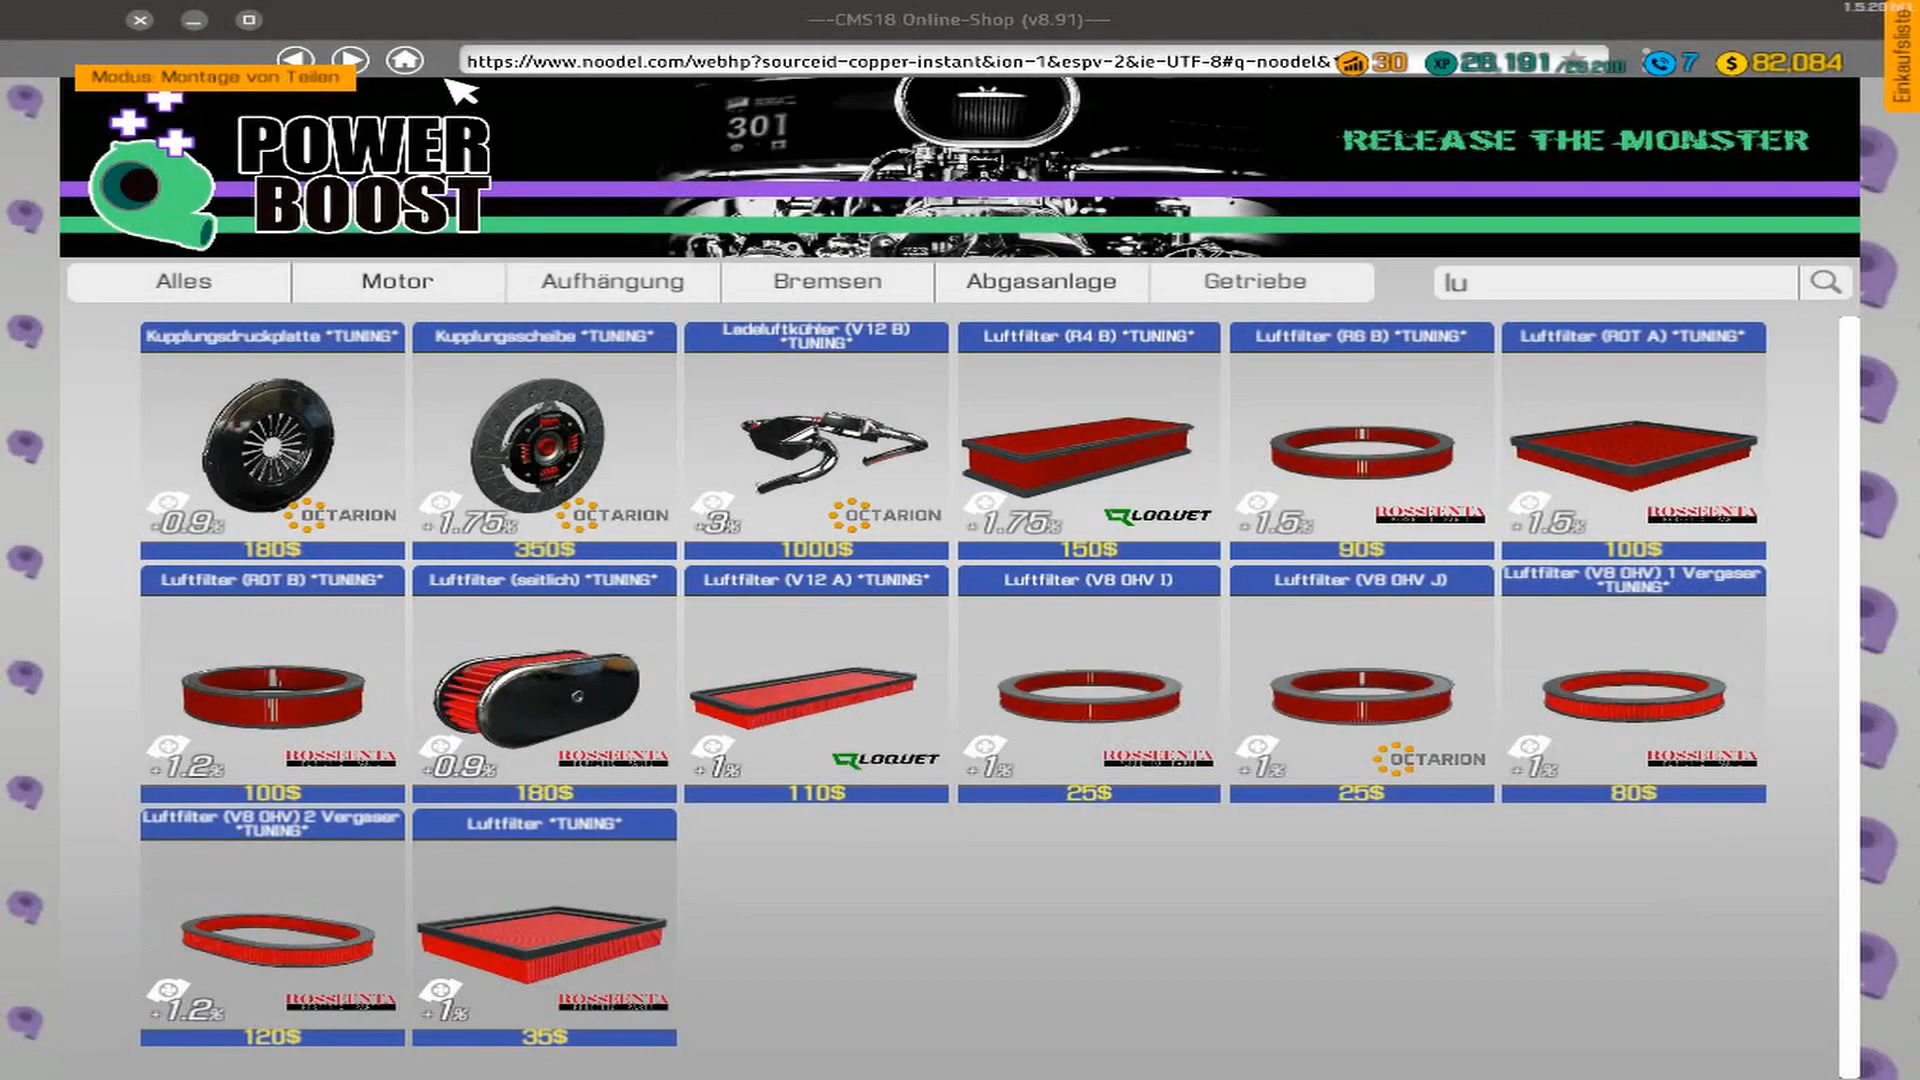 ----CMS18 Online-Shop (v8.91)----
1.5.20
Einkaufsliste
https://www.noodel.com/webhp?sourceid-copper-instant&ion-1&espv-2&ie-UTF-8#q-noodel&
30
XP 28,191
7
$ 82,084
Modus: Montage von Teilen
POWER
BOOST
301
RELEASE THE MONSTER
Alles
Motor
Aufhängung
Bremsen
Abgasanlage
Getriebe
lu
Kupplungsdruckplatte *TUNING*
Kupplungsscheibe *TUNING*
Ladeluftkühler (V12 B)
*TUNING*
Luftfilter (R4 B) *TUNING*
Luftfilter (R6 B) *TUNING*
Luftfilter (ROT A) *TUNING*
+0.9%
OCTARION
+1.75%
OCTARION
+3%
OCTARION
+1.75%
LOQUET
+1.5%
ROSSEENTA
+1.5%
ROSSEENTA
180$
350$
1000$
150$
90$
100$
Luftfilter (ROT B) *TUNING*
Luftfilter (seitlich) *TUNING*
Luftfilter (V12 A) *TUNING*
Luftfilter (V8 OHV I)
Luftfilter (V8 OHV J)
Luftfilter (V8 OHV) 1 Vergaser
*TUNING*
+1.2%
ROSSEENTA
+0.9%
ROSSEENTA
+1%
LOQUET
+1%
ROSSEENTA
+1%
OCTARION
+1%
ROSSEENTA
100$
180$
110$
25$
25$
80$
Luftfilter (V8 OHV) 2 Vergaser
*TUNING*
Luftfilter *TUNING*
+1.2%
ROSSEENTA
+1%
ROSSEENTA
120$
35$